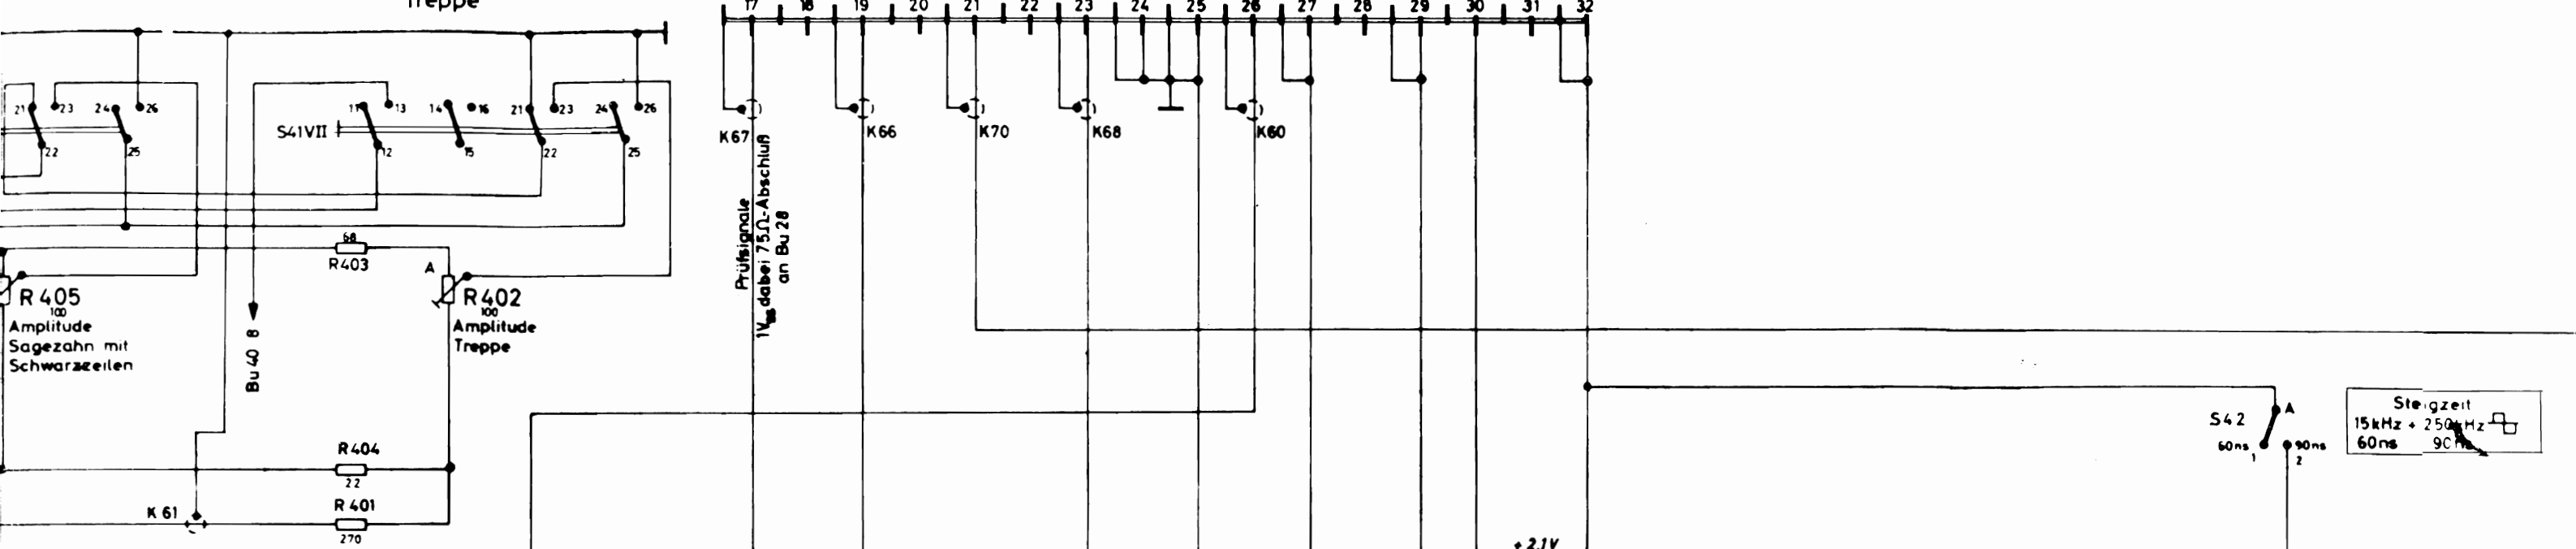 Treppe
17 18 19 20 21 22 23 24 25 26 27 28 29 30 31 32
21 23 24 26
22 25
S41VII
11 13 14 16 21 23 24 26
12 15 22 25
K67 K66 K70 K68 K60
Prüfsignale
1Vss dabei 75Ω-Abschluß
an Bu 28
68
R403
A
R405
100
Amplitude
Sagezahn mit
Schwarzzeilen
Bu 40 8
R402
100
Amplitude
Treppe
R404
22
K 61
R 401
270
+2,1V
S42
A
60ns
1
90ns
2
Steigzeit
15kHz + 250kHz
60ns 90ns